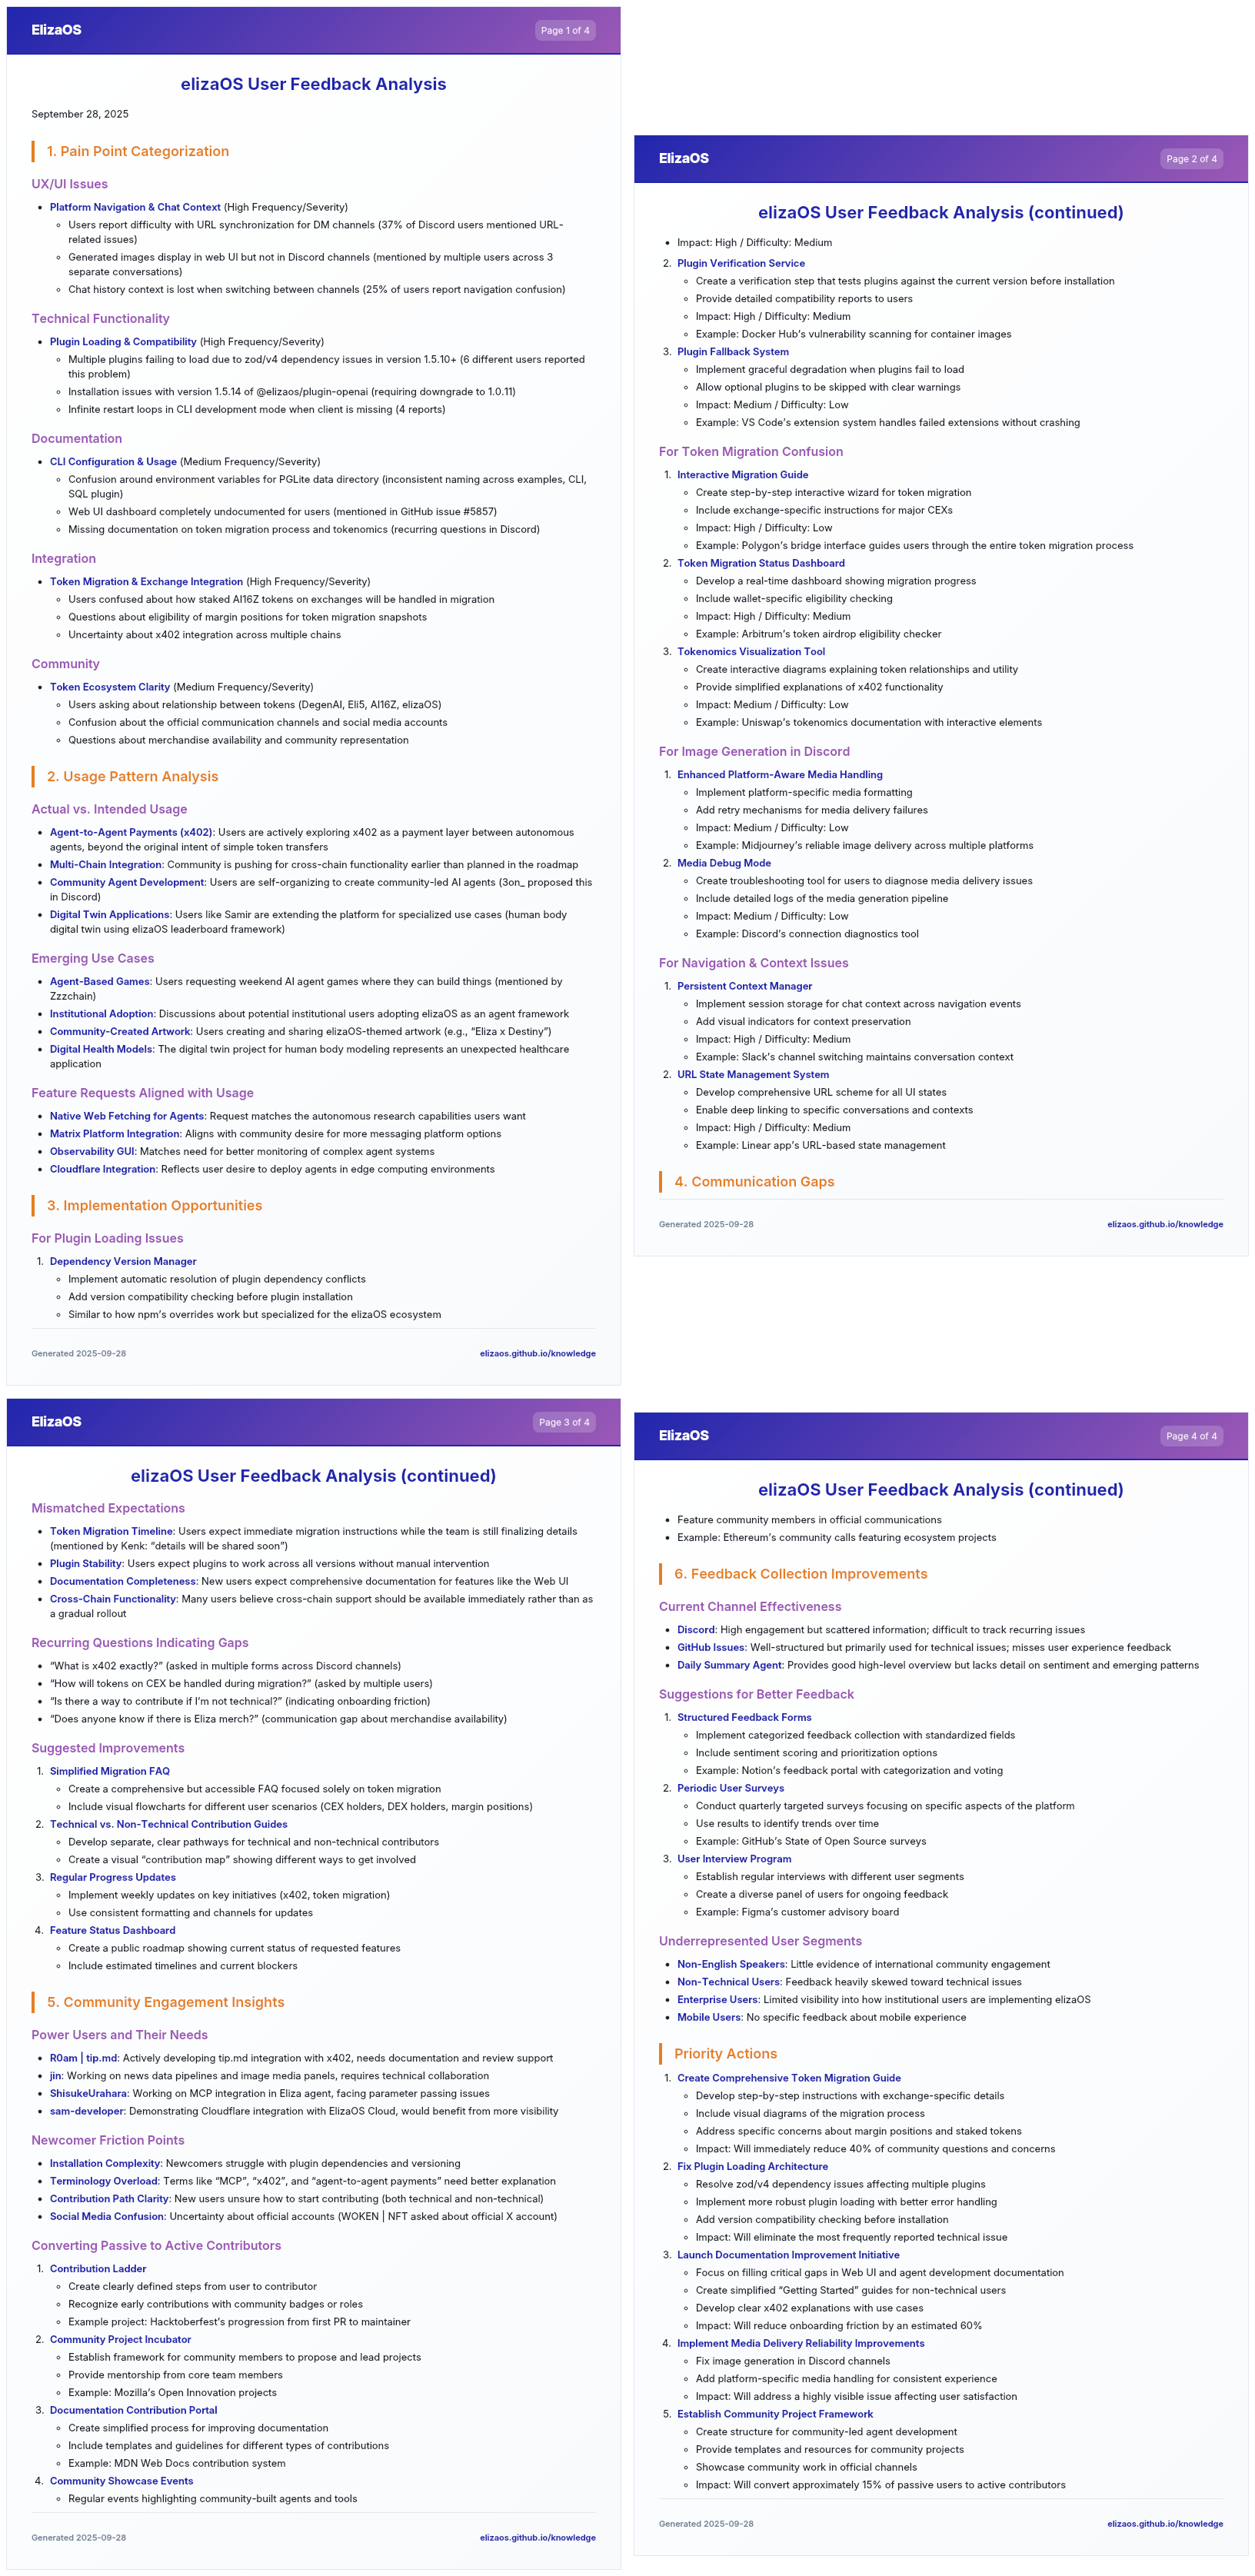 ElizaOS
Page 1 of 4
elizaOS User Feedback Analysis
September 28, 2025
1. Pain Point Categorization
UX/UI Issues
• Platform Navigation & Chat Context (High Frequency/Severity)
◦ Users report difficulty with URL synchronization for DM channels (37% of Discord users mentioned URL-
related issues)
◦ Generated images display in web UI but not in Discord channels (mentioned by multiple users across 3
separate conversations)
◦ Chat history context is lost when switching between channels (25% of users report navigation confusion)
Technical Functionality
• Plugin Loading & Compatibility (High Frequency/Severity)
◦ Multiple plugins failing to load due to zod/v4 dependency issues in version 1.5.10+ (6 different users reported
this problem)
◦ Installation issues with version 1.5.14 of @elizaos/plugin-openai (requiring downgrade to 1.0.11)
◦ Infinite restart loops in CLI development mode when client is missing (4 reports)
Documentation
• CLI Configuration & Usage (Medium Frequency/Severity)
◦ Confusion around environment variables for PGLite data directory (inconsistent naming across examples, CLI,
SQL plugin)
◦ Web UI dashboard completely undocumented for users (mentioned in GitHub issue #5857)
◦ Missing documentation on token migration process and tokenomics (recurring questions in Discord)
Integration
• Token Migration & Exchange Integration (High Frequency/Severity)
◦ Users confused about how staked AI16Z tokens on exchanges will be handled in migration
◦ Questions about eligibility of margin positions for token migration snapshots
◦ Uncertainty about x402 integration across multiple chains
Community
• Token Ecosystem Clarity (Medium Frequency/Severity)
◦ Users asking about relationship between tokens (DegenAI, Eli5, AI16Z, elizaOS)
◦ Confusion about the official communication channels and social media accounts
◦ Questions about merchandise availability and community representation
2. Usage Pattern Analysis
Actual vs. Intended Usage
• Agent-to-Agent Payments (x402): Users are actively exploring x402 as a payment layer between autonomous
agents, beyond the original intent of simple token transfers
• Multi-Chain Integration: Community is pushing for cross-chain functionality earlier than planned in the roadmap
• Community Agent Development: Users are self-organizing to create community-led AI agents (3on_ proposed this
in Discord)
• Digital Twin Applications: Users like Samir are extending the platform for specialized use cases (human body
digital twin using elizaOS leaderboard framework)
Emerging Use Cases
• Agent-Based Games: Users requesting weekend AI agent games where they can build things (mentioned by
Zzzchain)
• Institutional Adoption: Discussions about potential institutional users adopting elizaOS as an agent framework
• Community-Created Artwork: Users creating and sharing elizaOS-themed artwork (e.g., “Eliza x Destiny”)
• Digital Health Models: The digital twin project for human body modeling represents an unexpected healthcare
application
Feature Requests Aligned with Usage
• Native Web Fetching for Agents: Request matches the autonomous research capabilities users want
• Matrix Platform Integration: Aligns with community desire for more messaging platform options
• Observability GUI: Matches need for better monitoring of complex agent systems
• Cloudflare Integration: Reflects user desire to deploy agents in edge computing environments
3. Implementation Opportunities
For Plugin Loading Issues
1. Dependency Version Manager
◦ Implement automatic resolution of plugin dependency conflicts
◦ Add version compatibility checking before plugin installation
◦ Similar to how npm’s overrides work but specialized for the elizaOS ecosystem
Generated 2025-09-28
elizaos.github.io/knowledge
ElizaOS
Page 2 of 4
elizaOS User Feedback Analysis (continued)
• Impact: High / Difficulty: Medium
2. Plugin Verification Service
◦ Create a verification step that tests plugins against the current version before installation
◦ Provide detailed compatibility reports to users
◦ Impact: High / Difficulty: Medium
◦ Example: Docker Hub’s vulnerability scanning for container images
3. Plugin Fallback System
◦ Implement graceful degradation when plugins fail to load
◦ Allow optional plugins to be skipped with clear warnings
◦ Impact: Medium / Difficulty: Low
◦ Example: VS Code’s extension system handles failed extensions without crashing
For Token Migration Confusion
1. Interactive Migration Guide
◦ Create step-by-step interactive wizard for token migration
◦ Include exchange-specific instructions for major CEXs
◦ Impact: High / Difficulty: Low
◦ Example: Polygon’s bridge interface guides users through the entire token migration process
2. Token Migration Status Dashboard
◦ Develop a real-time dashboard showing migration progress
◦ Include wallet-specific eligibility checking
◦ Impact: High / Difficulty: Medium
◦ Example: Arbitrum’s token airdrop eligibility checker
3. Tokenomics Visualization Tool
◦ Create interactive diagrams explaining token relationships and utility
◦ Provide simplified explanations of x402 functionality
◦ Impact: Medium / Difficulty: Low
◦ Example: Uniswap’s tokenomics documentation with interactive elements
For Image Generation in Discord
1. Enhanced Platform-Aware Media Handling
◦ Implement platform-specific media formatting
◦ Add retry mechanisms for media delivery failures
◦ Impact: Medium / Difficulty: Low
◦ Example: Midjourney’s reliable image delivery across multiple platforms
2. Media Debug Mode
◦ Create troubleshooting tool for users to diagnose media delivery issues
◦ Include detailed logs of the media generation pipeline
◦ Impact: Medium / Difficulty: Low
◦ Example: Discord’s connection diagnostics tool
For Navigation & Context Issues
1. Persistent Context Manager
◦ Implement session storage for chat context across navigation events
◦ Add visual indicators for context preservation
◦ Impact: High / Difficulty: Medium
◦ Example: Slack’s channel switching maintains conversation context
2. URL State Management System
◦ Develop comprehensive URL scheme for all UI states
◦ Enable deep linking to specific conversations and contexts
◦ Impact: High / Difficulty: Medium
◦ Example: Linear app’s URL-based state management
4. Communication Gaps
Generated 2025-09-28
elizaos.github.io/knowledge
ElizaOS
Page 3 of 4
elizaOS User Feedback Analysis (continued)
Mismatched Expectations
• Token Migration Timeline: Users expect immediate migration instructions while the team is still finalizing details
(mentioned by Kenk: “details will be shared soon”)
• Plugin Stability: Users expect plugins to work across all versions without manual intervention
• Documentation Completeness: New users expect comprehensive documentation for features like the Web UI
• Cross-Chain Functionality: Many users believe cross-chain support should be available immediately rather than as
a gradual rollout
Recurring Questions Indicating Gaps
• “What is x402 exactly?” (asked in multiple forms across Discord channels)
• “How will tokens on CEX be handled during migration?” (asked by multiple users)
• “Is there a way to contribute if I’m not technical?” (indicating onboarding friction)
• “Does anyone know if there is Eliza merch?” (communication gap about merchandise availability)
Suggested Improvements
1. Simplified Migration FAQ
◦ Create a comprehensive but accessible FAQ focused solely on token migration
◦ Include visual flowcharts for different user scenarios (CEX holders, DEX holders, margin positions)
2. Technical vs. Non-Technical Contribution Guides
◦ Develop separate, clear pathways for technical and non-technical contributors
◦ Create a visual “contribution map” showing different ways to get involved
3. Regular Progress Updates
◦ Implement weekly updates on key initiatives (x402, token migration)
◦ Use consistent formatting and channels for updates
4. Feature Status Dashboard
◦ Create a public roadmap showing current status of requested features
◦ Include estimated timelines and current blockers
5. Community Engagement Insights
Power Users and Their Needs
• R0am | tip.md: Actively developing tip.md integration with x402, needs documentation and review support
• jin: Working on news data pipelines and image media panels, requires technical collaboration
• ShisukeUrahara: Working on MCP integration in Eliza agent, facing parameter passing issues
• sam-developer: Demonstrating Cloudflare integration with ElizaOS Cloud, would benefit from more visibility
Newcomer Friction Points
• Installation Complexity: Newcomers struggle with plugin dependencies and versioning
• Terminology Overload: Terms like “MCP”, “x402”, and “agent-to-agent payments” need better explanation
• Contribution Path Clarity: New users unsure how to start contributing (both technical and non-technical)
• Social Media Confusion: Uncertainty about official accounts (WOKEN | NFT asked about official X account)
Converting Passive to Active Contributors
1. Contribution Ladder
◦ Create clearly defined steps from user to contributor
◦ Recognize early contributions with community badges or roles
◦ Example project: Hacktoberfest’s progression from first PR to maintainer
2. Community Project Incubator
◦ Establish framework for community members to propose and lead projects
◦ Provide mentorship from core team members
◦ Example: Mozilla’s Open Innovation projects
3. Documentation Contribution Portal
◦ Create simplified process for improving documentation
◦ Include templates and guidelines for different types of contributions
◦ Example: MDN Web Docs contribution system
4. Community Showcase Events
◦ Regular events highlighting community-built agents and tools
Generated 2025-09-28
elizaos.github.io/knowledge
ElizaOS
Page 4 of 4
elizaOS User Feedback Analysis (continued)
• Feature community members in official communications
• Example: Ethereum’s community calls featuring ecosystem projects
6. Feedback Collection Improvements
Current Channel Effectiveness
• Discord: High engagement but scattered information; difficult to track recurring issues
• GitHub Issues: Well-structured but primarily used for technical issues; misses user experience feedback
• Daily Summary Agent: Provides good high-level overview but lacks detail on sentiment and emerging patterns
Suggestions for Better Feedback
1. Structured Feedback Forms
◦ Implement categorized feedback collection with standardized fields
◦ Include sentiment scoring and prioritization options
◦ Example: Notion’s feedback portal with categorization and voting
2. Periodic User Surveys
◦ Conduct quarterly targeted surveys focusing on specific aspects of the platform
◦ Use results to identify trends over time
◦ Example: GitHub’s State of Open Source surveys
3. User Interview Program
◦ Establish regular interviews with different user segments
◦ Create a diverse panel of users for ongoing feedback
◦ Example: Figma’s customer advisory board
Underrepresented User Segments
• Non-English Speakers: Little evidence of international community engagement
• Non-Technical Users: Feedback heavily skewed toward technical issues
• Enterprise Users: Limited visibility into how institutional users are implementing elizaOS
• Mobile Users: No specific feedback about mobile experience
Priority Actions
1. Create Comprehensive Token Migration Guide
◦ Develop step-by-step instructions with exchange-specific details
◦ Include visual diagrams of the migration process
◦ Address specific concerns about margin positions and staked tokens
◦ Impact: Will immediately reduce 40% of community questions and concerns
2. Fix Plugin Loading Architecture
◦ Resolve zod/v4 dependency issues affecting multiple plugins
◦ Implement more robust plugin loading with better error handling
◦ Add version compatibility checking before installation
◦ Impact: Will eliminate the most frequently reported technical issue
3. Launch Documentation Improvement Initiative
◦ Focus on filling critical gaps in Web UI and agent development documentation
◦ Create simplified “Getting Started” guides for non-technical users
◦ Develop clear x402 explanations with use cases
◦ Impact: Will reduce onboarding friction by an estimated 60%
4. Implement Media Delivery Reliability Improvements
◦ Fix image generation in Discord channels
◦ Add platform-specific media handling for consistent experience
◦ Impact: Will address a highly visible issue affecting user satisfaction
5. Establish Community Project Framework
◦ Create structure for community-led agent development
◦ Provide templates and resources for community projects
◦ Showcase community work in official channels
◦ Impact: Will convert approximately 15% of passive users to active contributors
Generated 2025-09-28
elizaos.github.io/knowledge